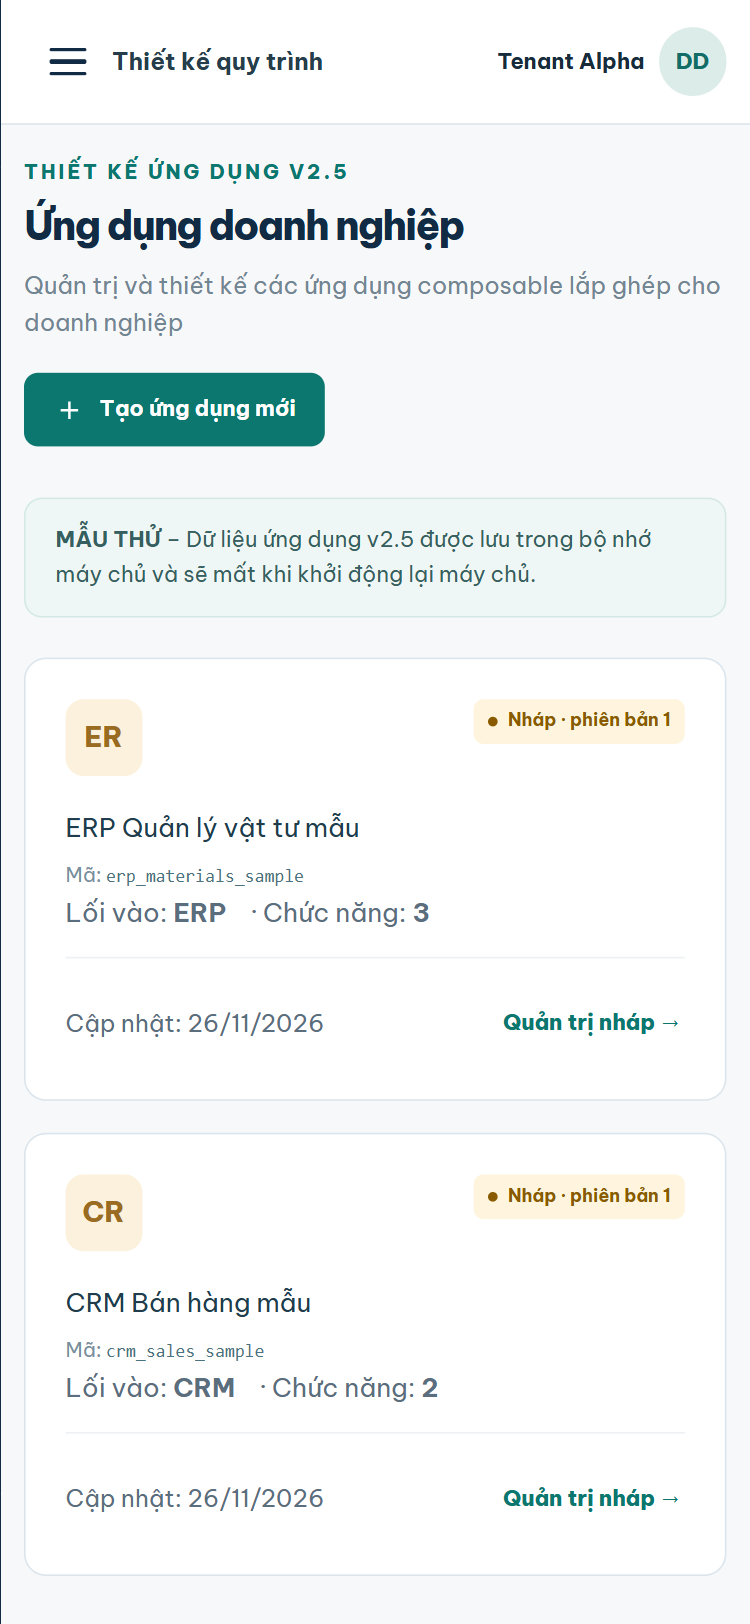 Thiết kế quy trình
Tenant Alpha
DD
THIẾT KẾ ỨNG DỤNG V2.5
Ứng dụng doanh nghiệp
Quản trị và thiết kế các ứng dụng composable lắp ghép cho
doanh nghiệp
+ Tạo ứng dụng mới
MẪU THỬ – Dữ liệu ứng dụng v2.5 được lưu trong bộ nhớ
máy chủ và sẽ mất khi khởi động lại máy chủ.
ER
● Nháp · phiên bản 1
ERP Quản lý vật tư mẫu
Mã: erp_materials_sample
Lối vào: ERP · Chức năng: 3
Cập nhật: 26/11/2026
Quản trị nháp →
CR
● Nháp · phiên bản 1
CRM Bán hàng mẫu
Mã: crm_sales_sample
Lối vào: CRM · Chức năng: 2
Cập nhật: 26/11/2026
Quản trị nháp →